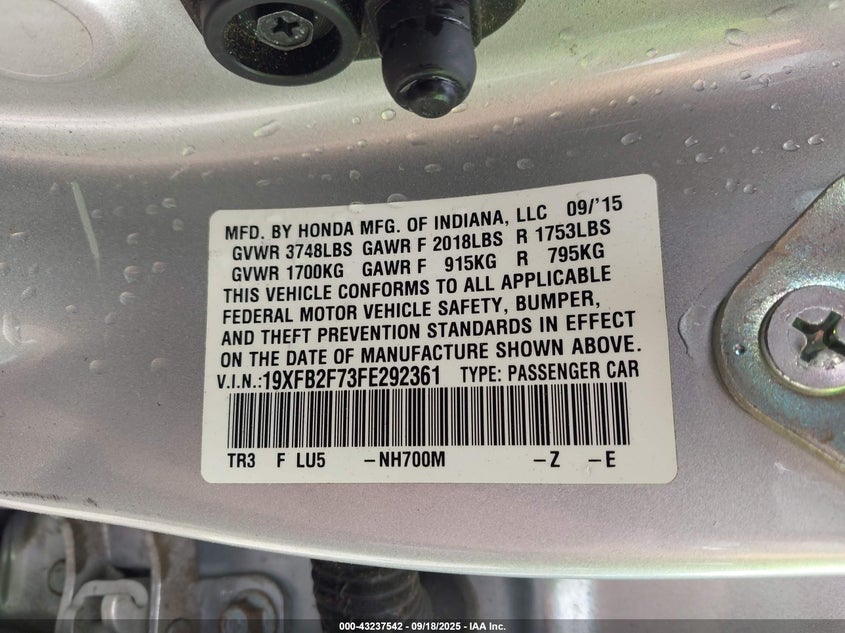 MFD. BY HONDA MFG. OF INDIANA, LLC 09/'15
GVWR 3748LBS GAWR F 2018LBS R 1753LBS
GVWR 1700KG GAWR F 915KG R 795KG
THIS VEHICLE CONFORMS TO ALL APPLICABLE
FEDERAL MOTOR VEHICLE SAFETY, BUMPER,
AND THEFT PREVENTION STANDARDS IN EFFECT
ON THE DATE OF MANUFACTURE SHOWN ABOVE.
V.I.N.:19XFB2F73FE292361 TYPE: PASSENGER CAR
TR3 F LU5 -NH700M -Z -E
000-43237542 - 09/18/2025 - IAA Inc.